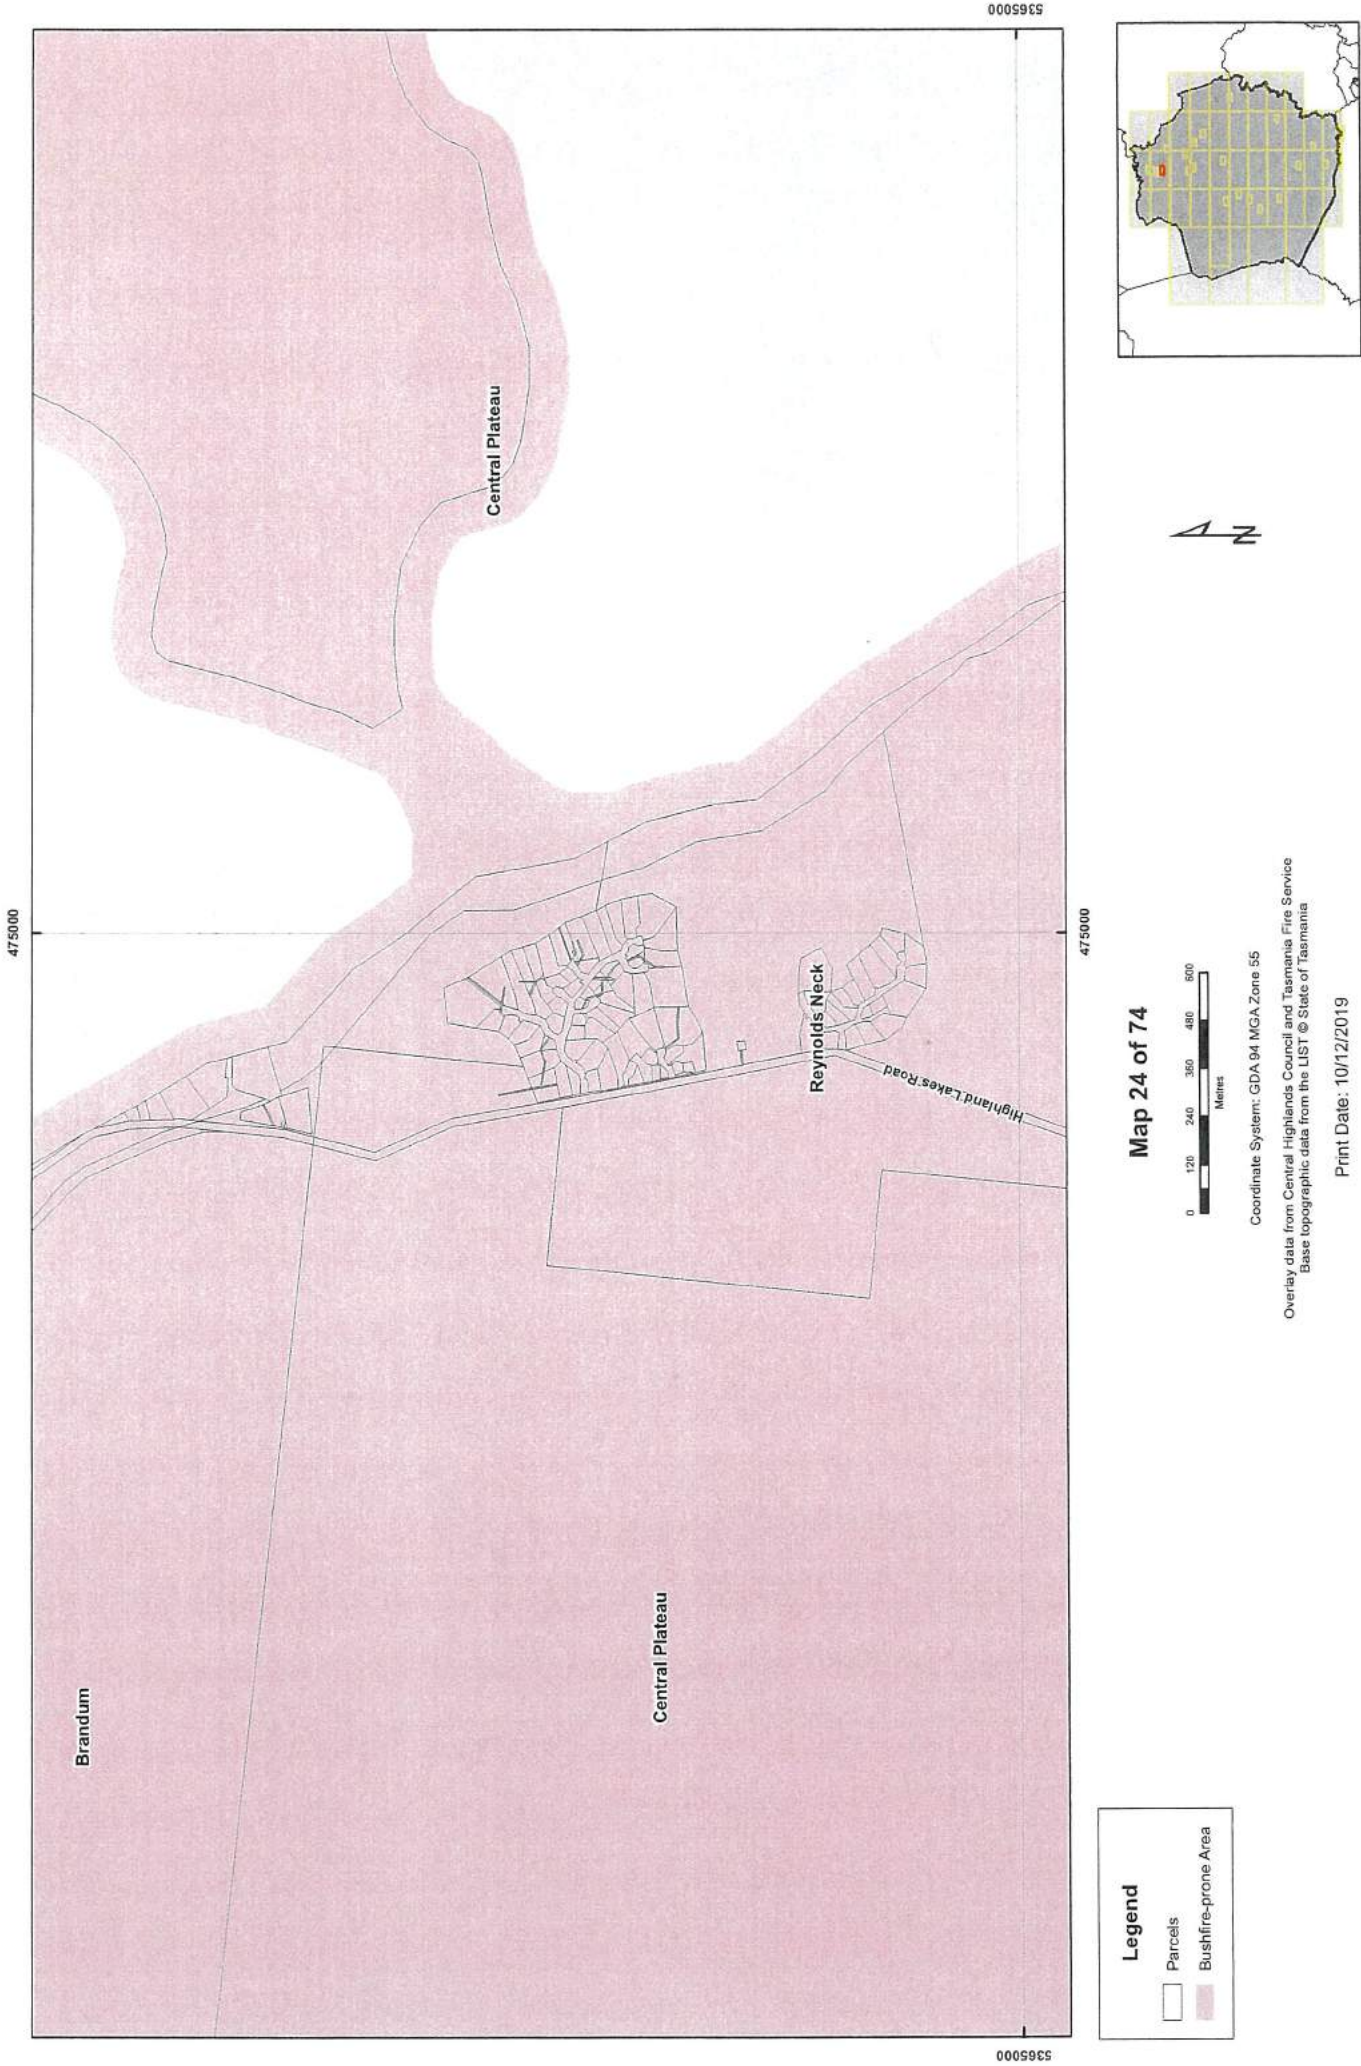 475000
5365000
5365000
Brandum
Central Plateau
Central Plateau
Reynolds Neck
Highland Lakes Road
475000
5365000
5365000
Legend
Parcels
Bushfire-prone Area
Map 24 of 74
0 120 240 360 480 600
Metres
Coordinate System: GDA 94 MGA Zone 55
Overlay data from Central Highlands Council and Tasmania Fire Service
Base topographic data from the LIST © State of Tasmania
Print Date: 10/12/2019
N